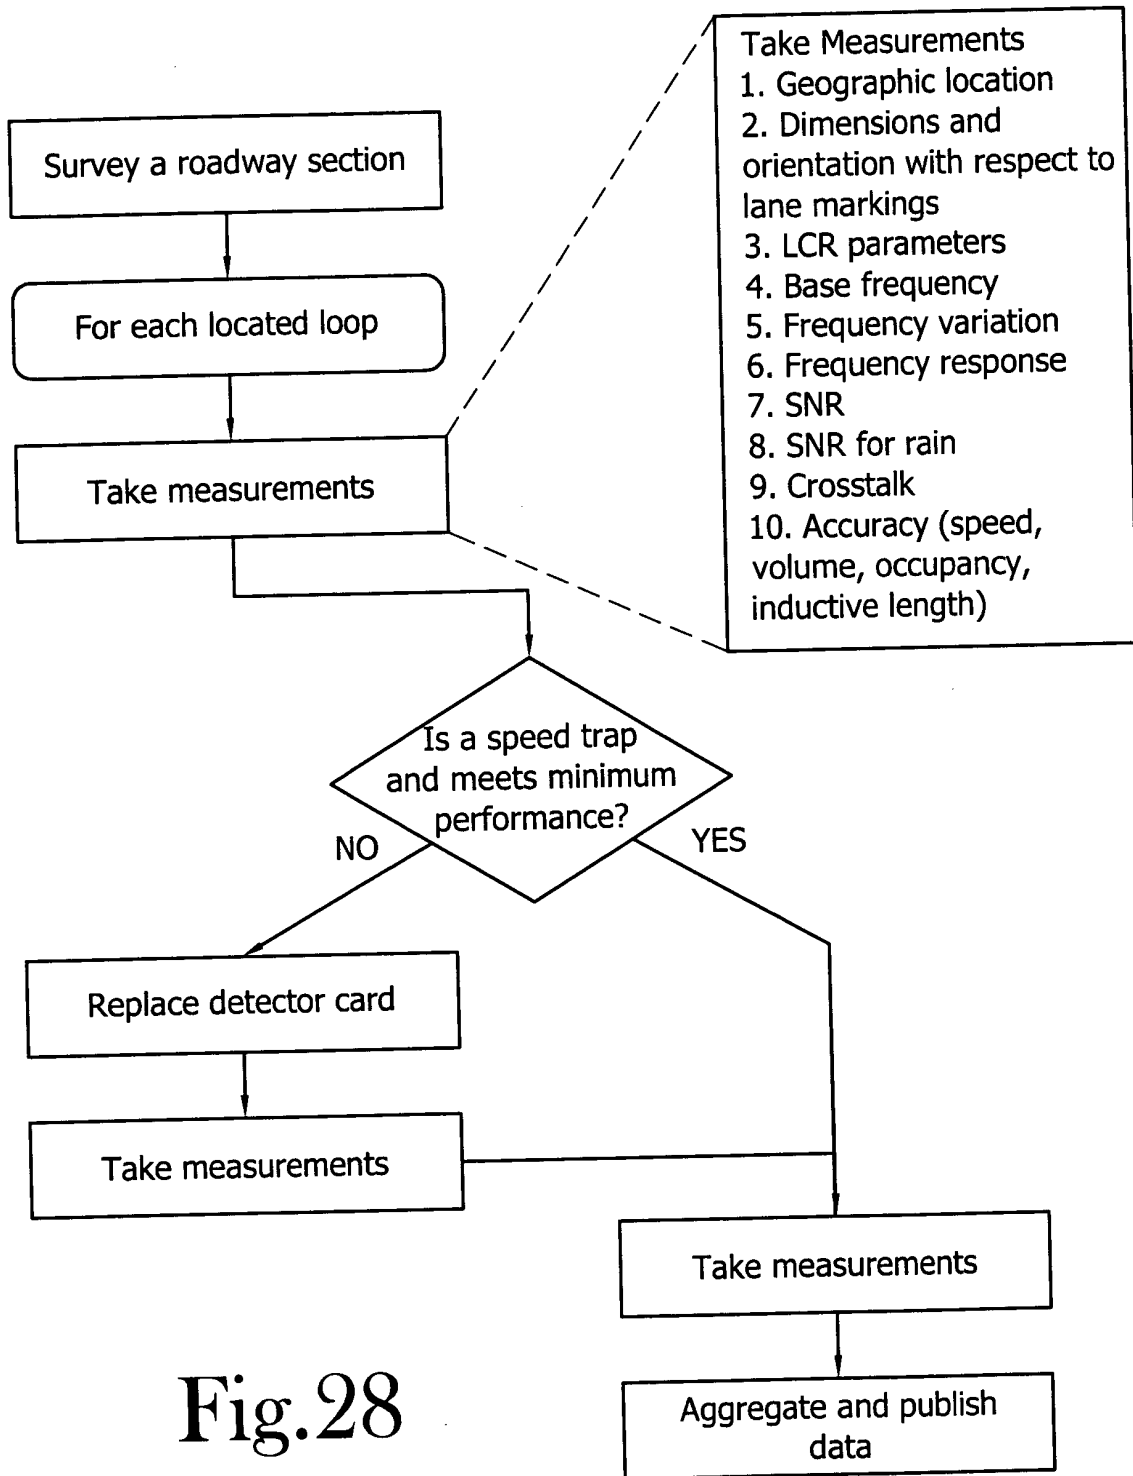 Take Measurements
1. Geographic location
2. Dimensions and
orientation with respect to
lane markings
3. LCR parameters
4. Base frequency
5. Frequency variation
6. Frequency response
7. SNR
8. SNR for rain
9. Crosstalk
10. Accuracy (speed,
volume, occupancy,
inductive length)
Survey a roadway section
For each located loop
Take measurements
Is a speed trap
and meets minimum
performance?
NO
YES
Replace detector card
Take measurements
Take measurements
Aggregate and publish
data
Fig.28